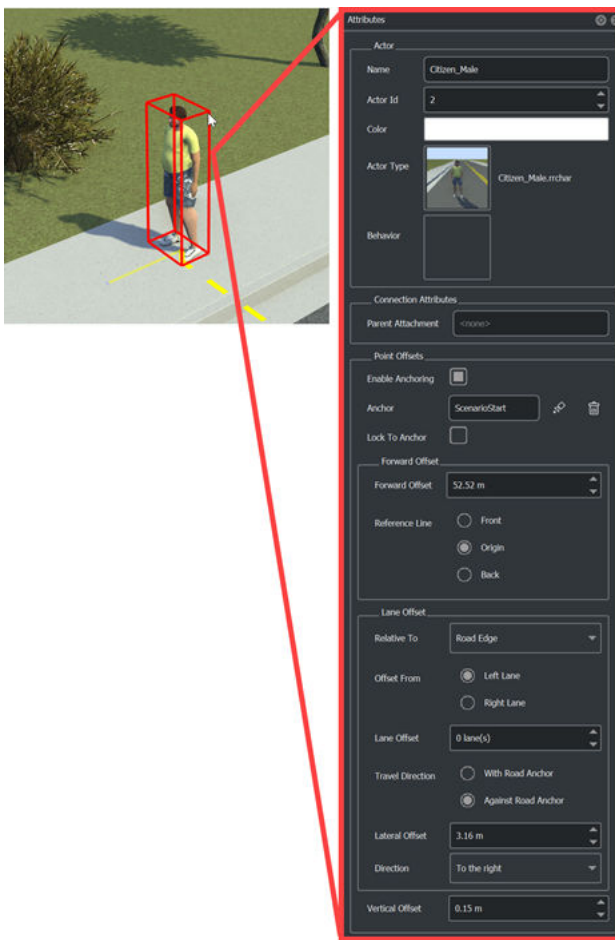 Attributes
Actor
Name Citizen_Male
Actor Id 2
Color
Actor Type Citizen_Male.rrchar
Behavior
Connection Attributes
Parent Attachment <none>
Point Offsets
Enable Anchoring
Anchor ScenarioStart
Lock To Anchor
Forward Offset
Forward Offset 52.52 m
Reference Line Front
Origin
Back
Lane Offset
Relative To Road Edge
Offset From Left Lane
Right Lane
Lane Offset 0 lane(s)
Travel Direction With Road Anchor
Against Road Anchor
Lateral Offset 3.16 m
Direction To the right
Vertical Offset 0.15 m